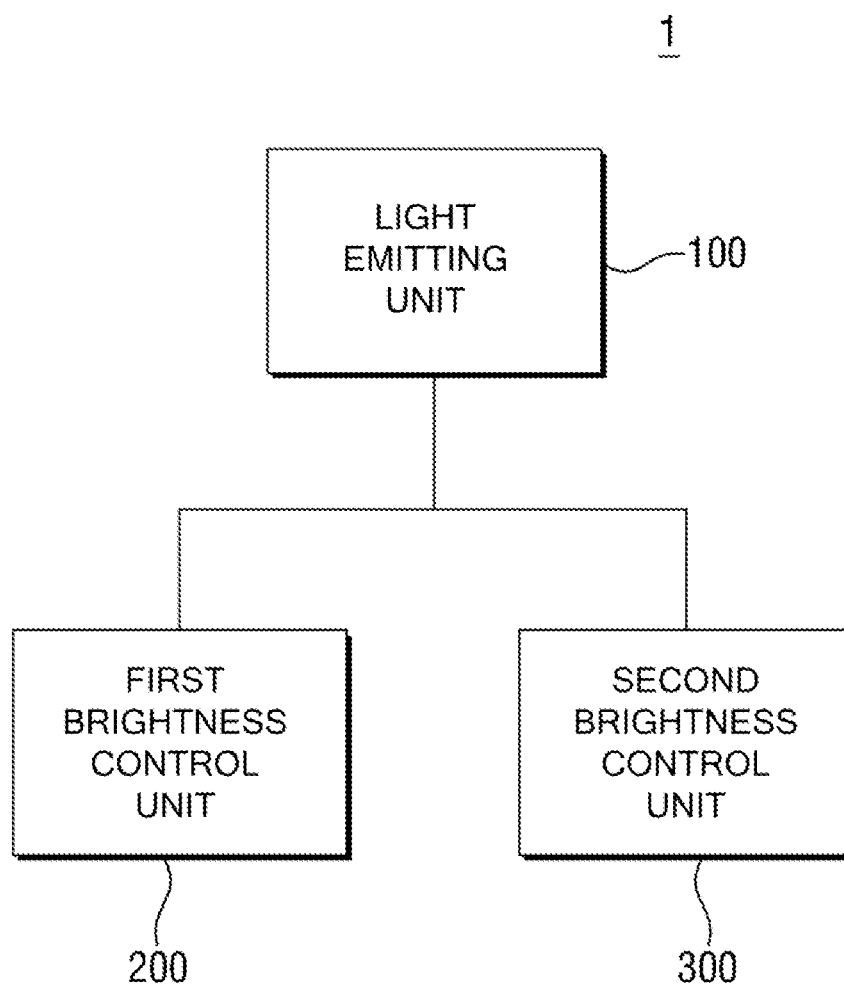 1
LIGHT
EMITTING
UNIT
100
FIRST
BRIGHTNESS
CONTROL
UNIT
200
SECOND
BRIGHTNESS
CONTROL
UNIT
300